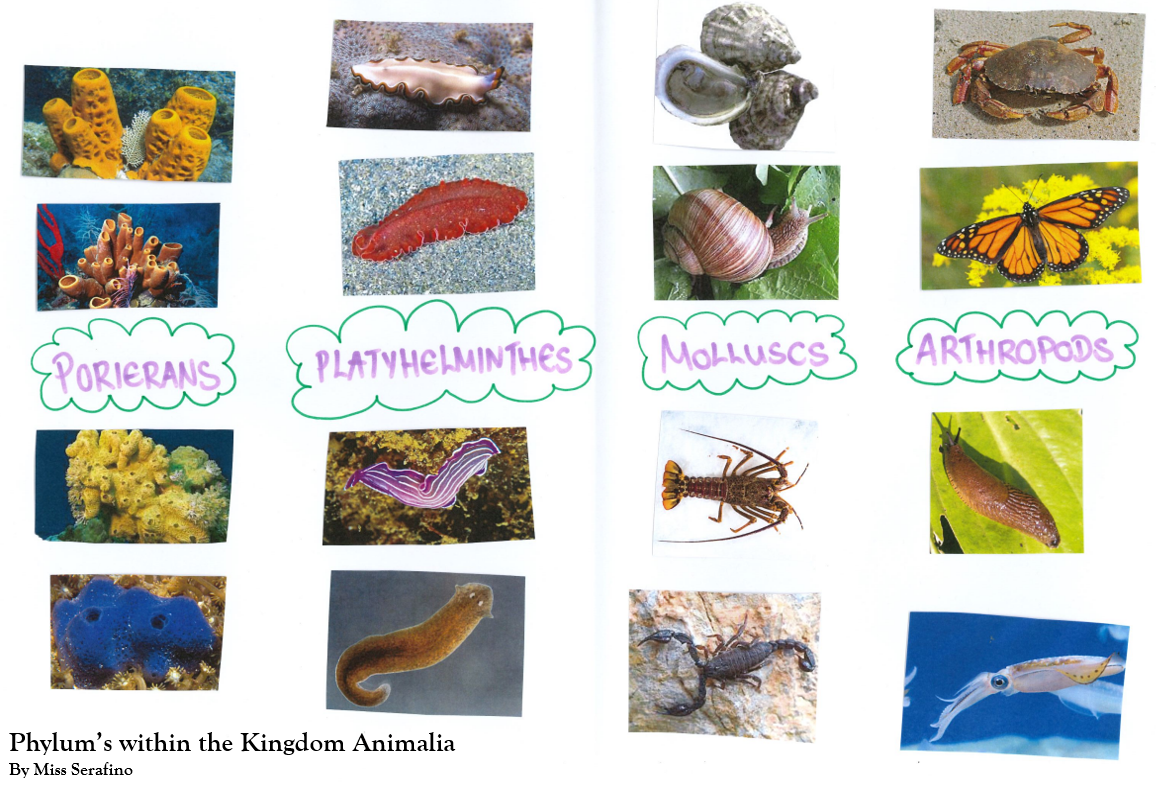 PORIERANS
PLATYHELMINTHES
MOLLUSCS
ARTHROPODS
Phylum's within the Kingdom Animalia
By Miss Serafino